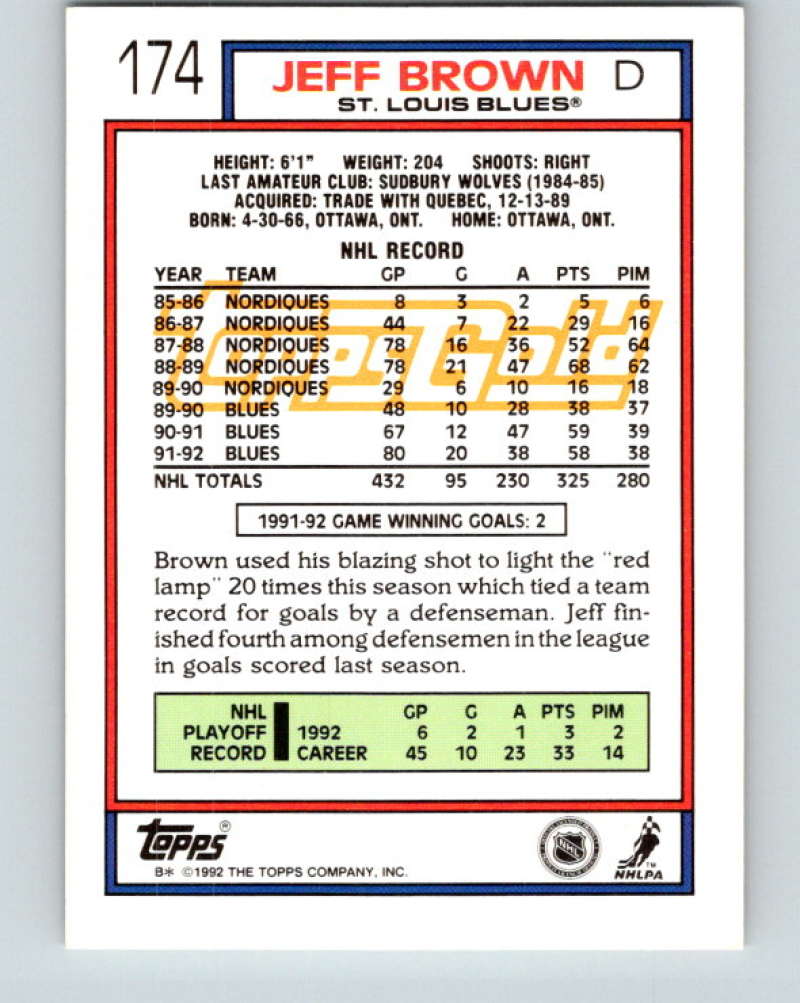 174 JEFF BROWN D
ST. LOUIS BLUES®
HEIGHT: 6'1" WEIGHT: 204 SHOOTS: RIGHT
LAST AMATEUR CLUB: SUDBURY WOLVES (1984-85)
ACQUIRED: TRADE WITH QUEBEC, 12-13-89
BORN: 4-30-66, OTTAWA, ONT. HOME: OTTAWA, ONT.
NHL RECORD
YEAR TEAM GP G A PTS PIM
85-86 NORDIQUES 8 3 2 5 6
86-87 NORDIQUES 44 7 22 29 16
87-88 NORDIQUES 78 16 36 52 64
88-89 NORDIQUES 78 21 47 68 62
89-90 NORDIQUES 29 6 10 16 18
89-90 BLUES 48 10 28 38 37
90-91 BLUES 67 12 47 59 39
91-92 BLUES 80 20 38 58 38
Topps Gold
NHL TOTALS 432 95 230 325 280
1991-92 GAME WINNING GOALS: 2
Brown used his blazing shot to light the "red
lamp" 20 times this season which tied a team
record for goals by a defenseman. Jeff fin-
ished fourth among defensemen in the league
in goals scored last season.
NHL GP G A PTS PIM
PLAYOFF 1992 6 2 1 3 2
RECORD CAREER 45 10 23 33 14
Topps®
B* ©1992 THE TOPPS COMPANY, INC.
NHL
TM
NHLPA